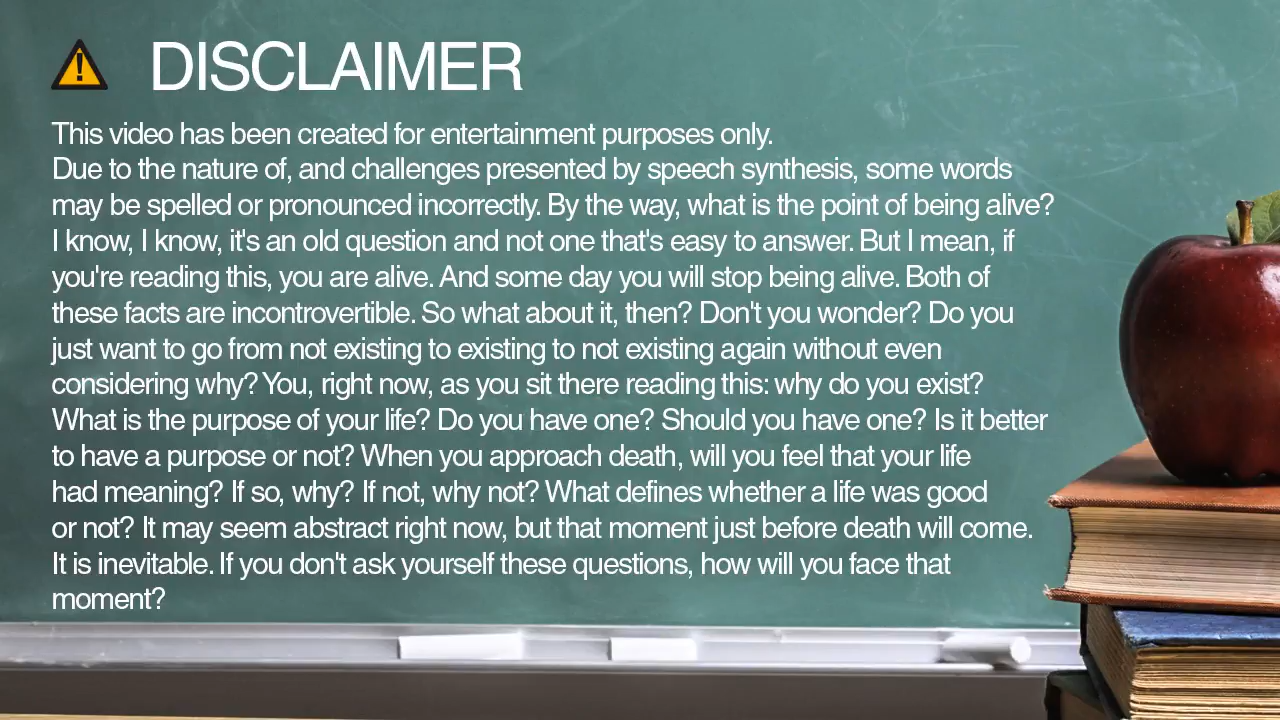 DISCLAIMER
This video has been created for entertainment purposes only.
Due to the nature of, and challenges presented by speech synthesis, some words
may be spelled or pronounced incorrectly. By the way, what is the point of being alive?
I know, I know, it's an old question and not one that's easy to answer. But I mean, if
you're reading this, you are alive. And some day you will stop being alive. Both of
these facts are incontrovertible. So what about it, then? Don't you wonder? Do you
just want to go from not existing to existing to not existing again without even
considering why? You, right now, as you sit there reading this: why do you exist?
What is the purpose of your life? Do you have one? Should you have one? Is it better
to have a purpose or not? When you approach death, will you feel that your life
had meaning? If so, why? If not, why not? What defines whether a life was good
or not? It may seem abstract right now, but that moment just before death will come.
It is inevitable. If you don't ask yourself these questions, how will you face that
moment?